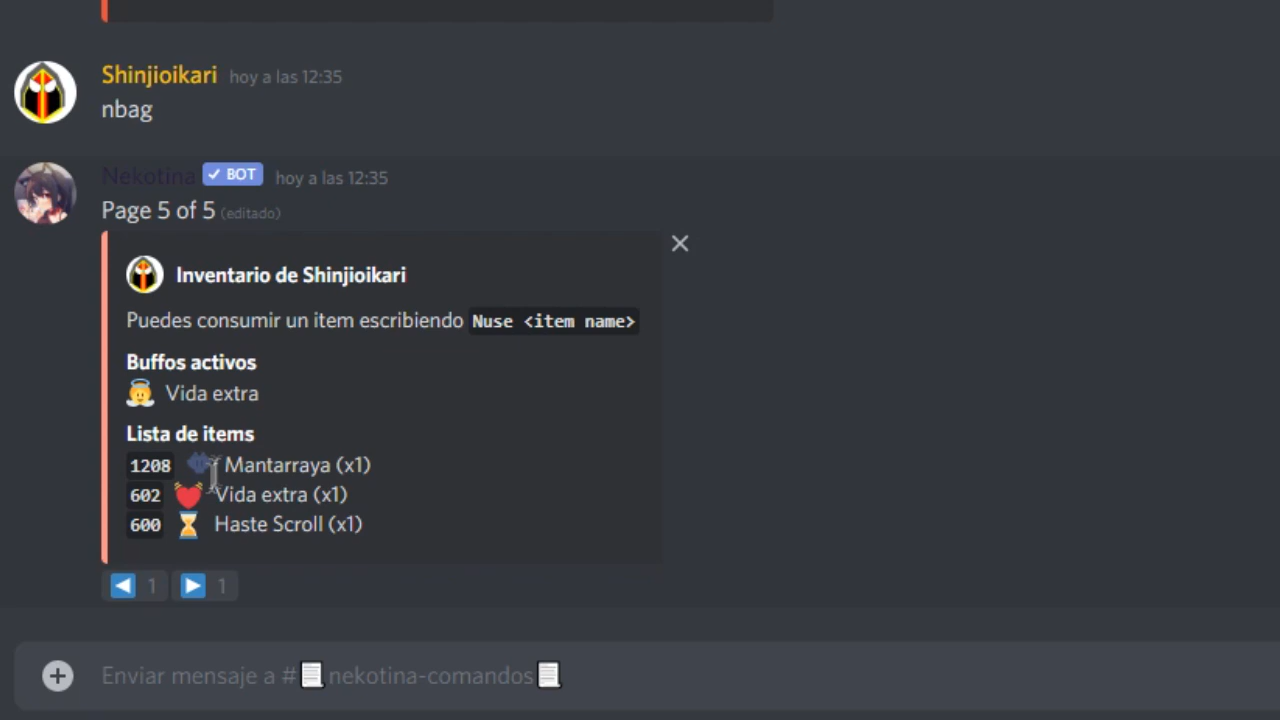 Shinjioikari hoy a las 12:35
nbag
Nekotina ✓ BOT hoy a las 12:35
Page 5 of 5 (editado)
Inventario de Shinjioikari
Puedes consumir un item escribiendo Nuse <item name>
Buffos activos
Vida extra
Lista de items
1208 Mantarraya (x1)
602 Vida extra (x1)
600 Haste Scroll (x1)
1 1
Enviar mensaje a #📃nekotina-comandos📃